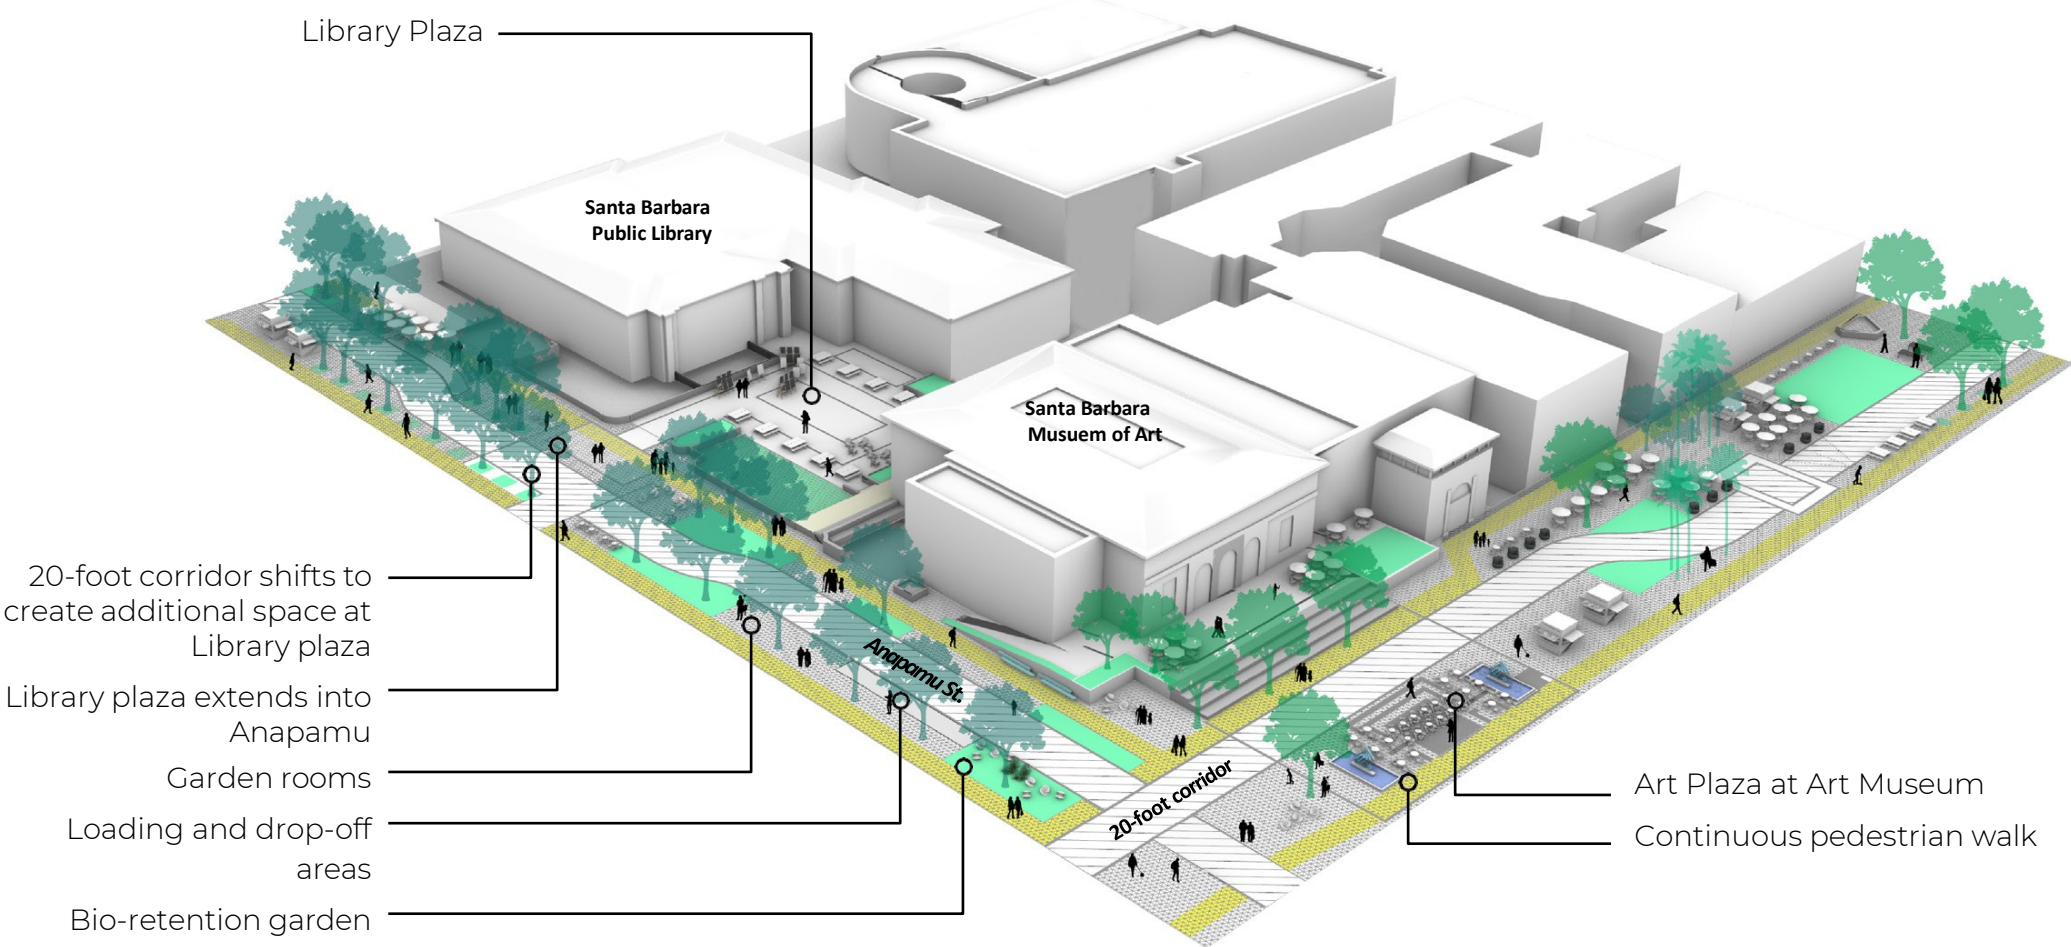 Library Plaza
Santa Barbara
Public Library
Santa Barbara
Musuem of Art
20-foot corridor shifts to
create additional space at
Library plaza
Library plaza extends into
Anapamu
Garden rooms
Loading and drop-off
areas
Bio-retention garden
Anapamu St.
20-foot corridor
Art Plaza at Art Museum
Continuous pedestrian walk